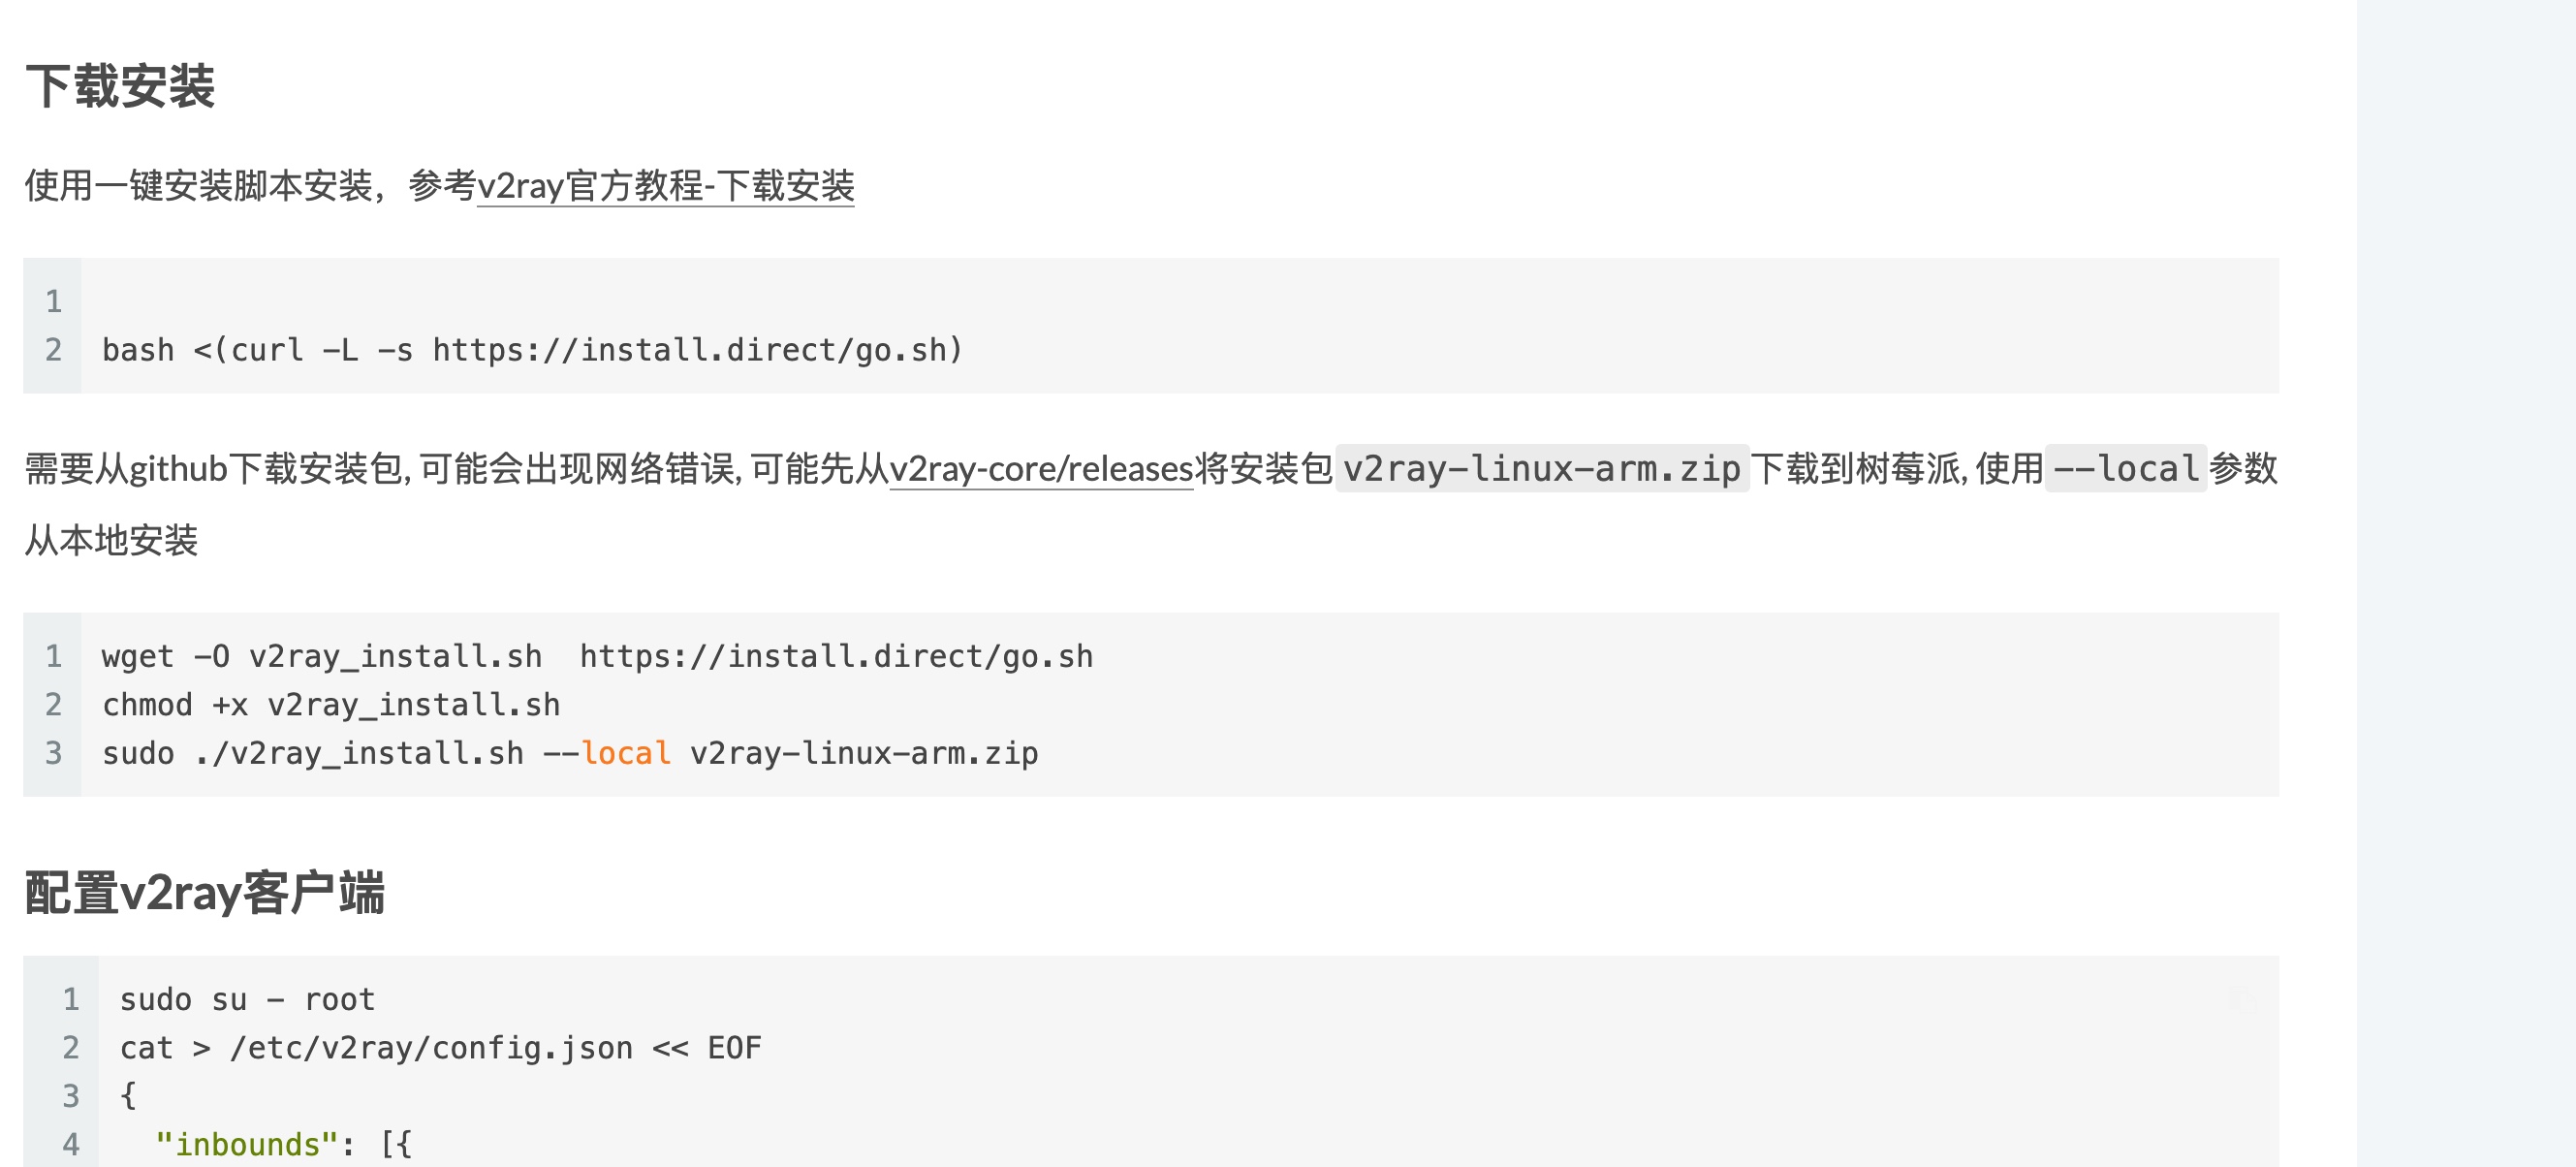 下载安装
使用一键安装脚本安装，参考v2ray官方教程-下载安装
1
2 bash <(curl -L -s https://install.direct/go.sh)
需要从github下载安装包, 可能会出现网络错误, 可能先从v2ray-core/releases将安装包 v2ray-linux-arm.zip 下载到树莓派, 使用 --local 参数
从本地安装
1 wget -O v2ray_install.sh  https://install.direct/go.sh
2 chmod +x v2ray_install.sh
3 sudo ./v2ray_install.sh --local v2ray-linux-arm.zip
配置v2ray客户端
1 sudo su - root
2 cat > /etc/v2ray/config.json << EOF
3 {
4   "inbounds": [{